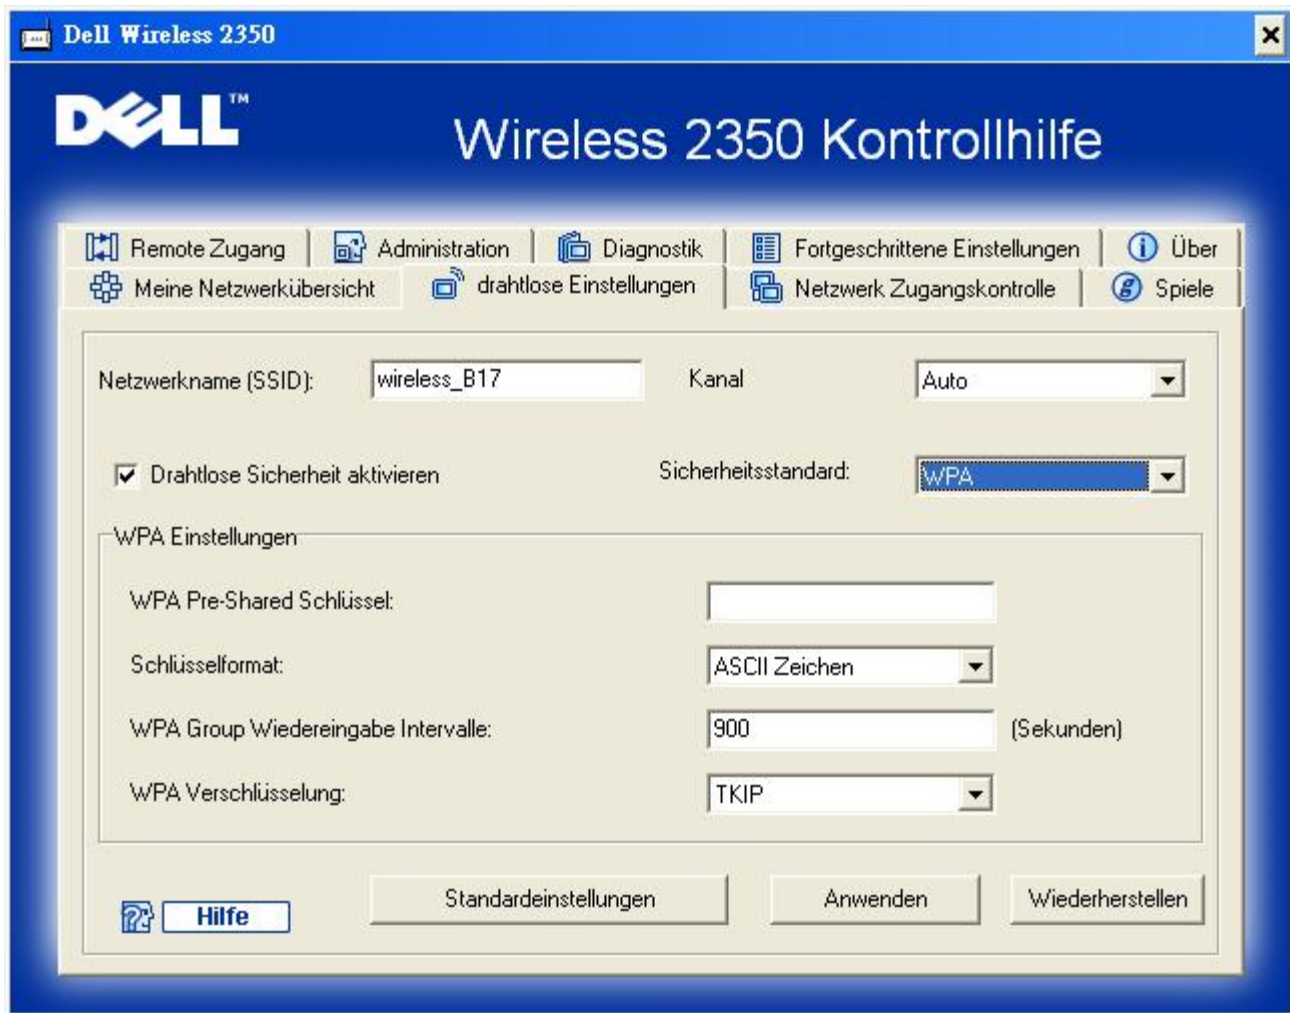 Dell Wireless 2350
DELL™
Wireless 2350 Kontrollhilfe
Remote Zugang
Administration
Diagnostik
Fortgeschrittene Einstellungen
Über
Meine Netzwerkübersicht
drahtlose Einstellungen
Netzwerk Zugangskontrolle
Spiele
Netzwerkname (SSID):
wireless_B17
Kanal
Auto
Drahtlose Sicherheit aktivieren
Sicherheitsstandard:
WPA
WPA Einstellungen
WPA Pre-Shared Schlüssel:
Schlüsselformat:
ASCII Zeichen
WPA Group Wiedereingabe Intervalle:
900
(Sekunden)
WPA Verschlüsselung:
TKIP
Hilfe
Standardeinstellungen
Anwenden
Wiederherstellen